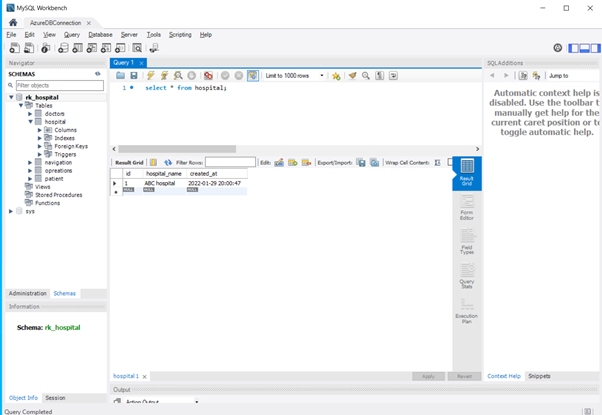 MySQL Workbench
AzureDBConnection ×
File Edit View Query Database Server Tools Scripting Help
Navigator
SCHEMAS
Filter objects
rk_hospital
Tables
doctors
hospital
Columns
Indexes
Foreign Keys
Triggers
navigation
opreations
patient
Views
Stored Procedures
Functions
sys
Administration Schemas
Information
Schema: rk_hospital
Object Info Session
Query Completed
Query 1 ×
Limit to 1000 rows
1 select * from hospital;
Result Grid Filter Rows: Edit: Export/Import: Wrap Cell Content:
id hospital_name created_at
1 ABC hospital 2022-01-29 20:00:47
NULL NULL NULL
Result Grid
Form Editor
Field Types
Query Stats
Execution Plan
hospital 1 × Apply Revert
Output
Action Output
SQLAdditions
Jump to
Automatic context help is
disabled. Use the toolbar to
manually get help for the
current caret position or to
toggle automatic help.
Context Help Snippets